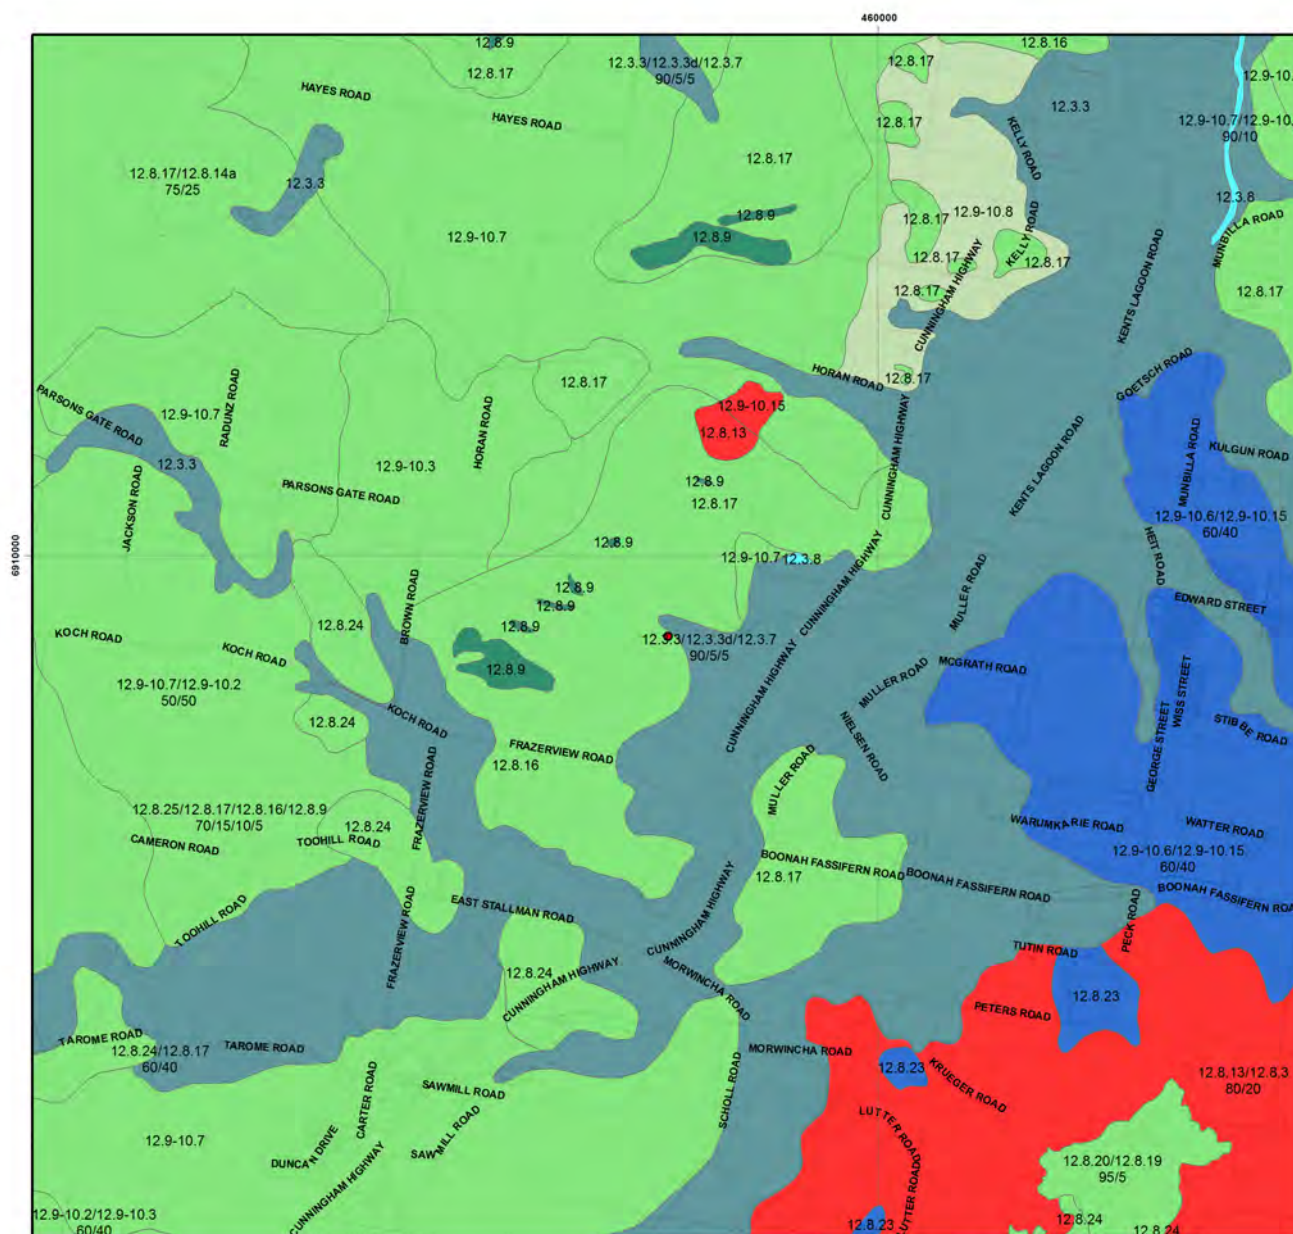 460000
12.8.9
12.8.17
12.3.3/12.3.3d/12.3.7
90/5/5
12.8.17
12.8.16
12.9-10.
HAYES ROAD
HAYES ROAD
12.3.3
12.8.17
KELLY ROAD
12.9-10.7/12.9-10.
90/10
12.8.17
12.8.17/12.8.14a
75/25
12.3.3
12.3.8
12.8.9
12.8.17
12.9-10.8
KELLY ROAD
MUNBILLA ROAD
12.9-10.7
12.8.9
12.8.17
12.8.17
CUNNINGHAM HIGHWAY
KENTS LAGOON ROAD
12.8.17
12.8.17
HORAN ROAD
12.8.17
GOETSCH ROAD
12.8.17
PARSONS GATE ROAD
RADUNZ ROAD
12.9-10.7
HORAN ROAD
12.9-10.15
12.8.13
CUNNINGHAM HIGHWAY
KENTS LAGOON ROAD
MUNBILLA ROAD
KULGUN ROAD
12.3.3
12.9-10.3
JACKSON ROAD
PARSONS GATE ROAD
12.8.9
12.8.17
12.9-10.6/12.9-10.15
60/40
6910000
12.8.9
12.9-10.7
12.3.8
CUNNINGHAM HIGHWAY
HEIT ROAD
MULLER ROAD
12.8.9
12.8.9
BROWN ROAD
EDWARD STREET
12.8.24
12.8.9
KOCH ROAD
KOCH ROAD
12.3.3/12.3.3d/12.3.7
90/5/5
12.8.9
CUNNINGHAM HIGHWAY
MULLER ROAD
MCGRATH ROAD
12.9-10.7/12.9-10.2
50/50
WISS STREET
12.8.24
KOCH ROAD
NIELSEN ROAD
GEORGE STREET
STIBBE ROAD
FRAZERVIEW ROAD
12.8.16
FRAZERVIEW ROAD
MULLER ROAD
12.8.25/12.8.17/12.8.16/12.8.9
70/15/10/5
12.8.24
WARUMKARIE ROAD
WATTER ROAD
CAMERON ROAD
TOOHILL ROAD
12.9-10.6/12.9-10.15
60/40
BOONAH FASSIFERN ROAD
12.8.17
BOONAH FASSIFERN ROAD
BOONAH FASSIFERN ROA
CUNNINGHAM HIGHWAY
TOOHILL ROAD
FRAZERVIEW ROAD
EAST STALLMAN ROAD
PECK ROAD
TUTIN ROAD
12.8.24
CUNNINGHAM HIGHWAY
MORWINCHA ROAD
12.8.23
PETERS ROAD
TAROME ROAD
12.8.24/12.8.17
60/40
TAROME ROAD
MORWINCHA ROAD
12.8.23
KRUEGER ROAD
12.8.13/12.8.3
80/20
SAWMILL ROAD
SCHOLL ROAD
CARTER ROAD
LUTTER ROAD
12.9-10.7
DUNCAN DRIVE
SAWMILL ROAD
12.8.20/12.8.19
95/5
CUNNINGHAM HIGHWAY
LUTTER ROAD
12.9-10.2/12.9-10.3
60/40
12.8.23
12.8.24
12.8.24